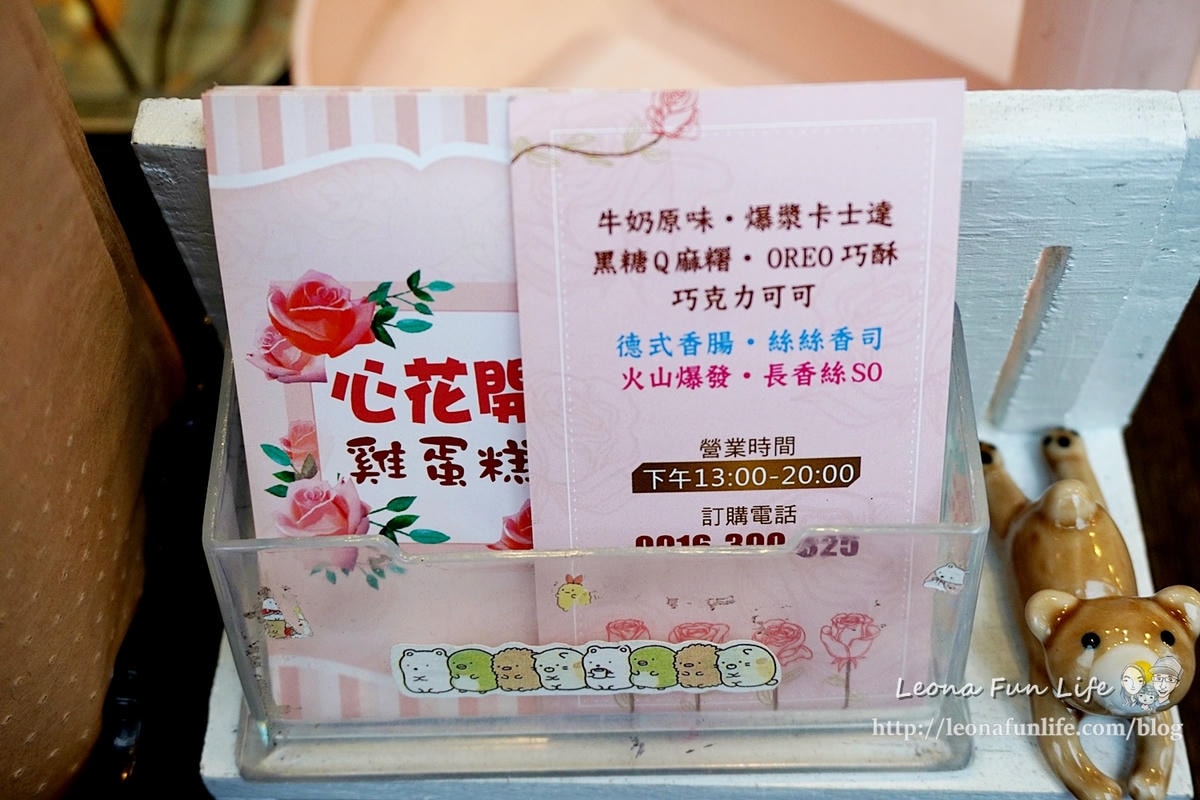 心花開
雞蛋糕
牛奶原味・爆漿卡士達
黑糖Q麻糬・OREO巧酥
巧克力可可
德式香腸・絲絲香司
火山爆發・長香絲SO
營業時間
下午13:00-20:00
訂購電話
0916 300 525
Leona Fun Life
http://leonafunlife.com/blog